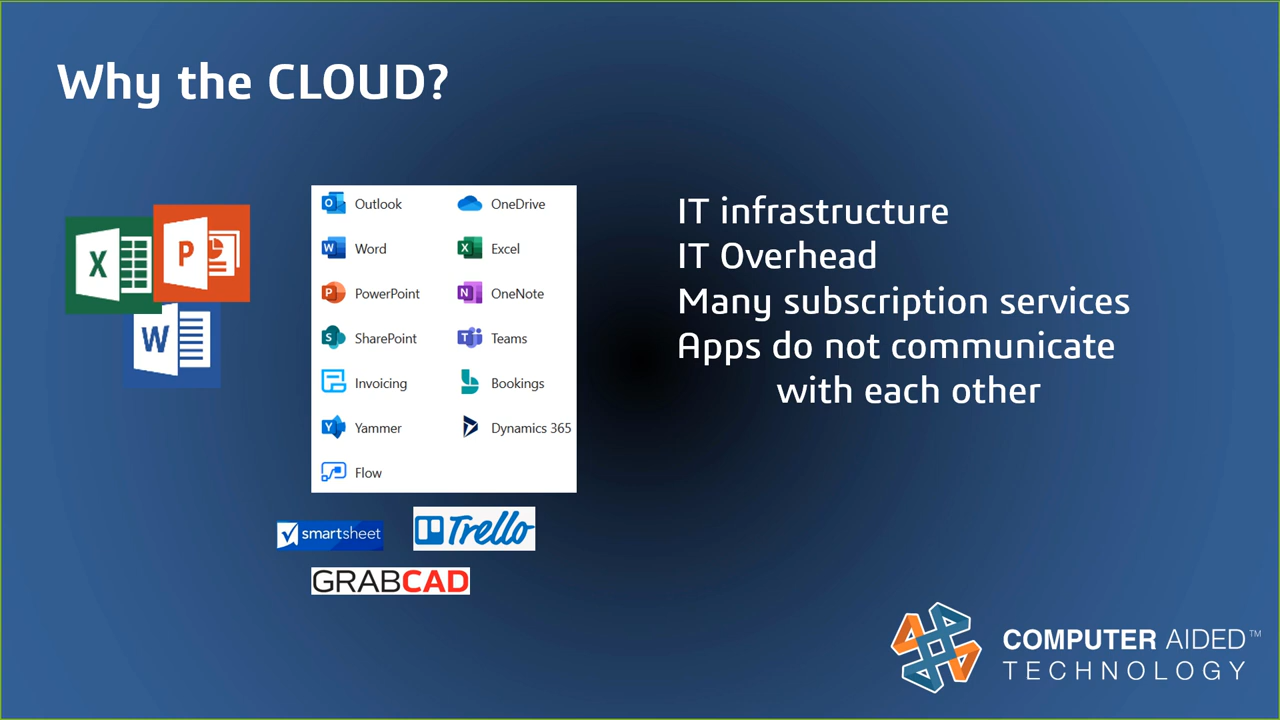 Why the CLOUD?
X
P
W
Outlook
OneDrive
Word
Excel
PowerPoint
OneNote
SharePoint
Teams
Invoicing
Bookings
Yammer
Dynamics 365
Flow
smartsheet
Trello
GRABCAD
IT infrastructure
IT Overhead
Many subscription services
Apps do not communicate
with each other
COMPUTER AIDED™
TECHNOLOGY